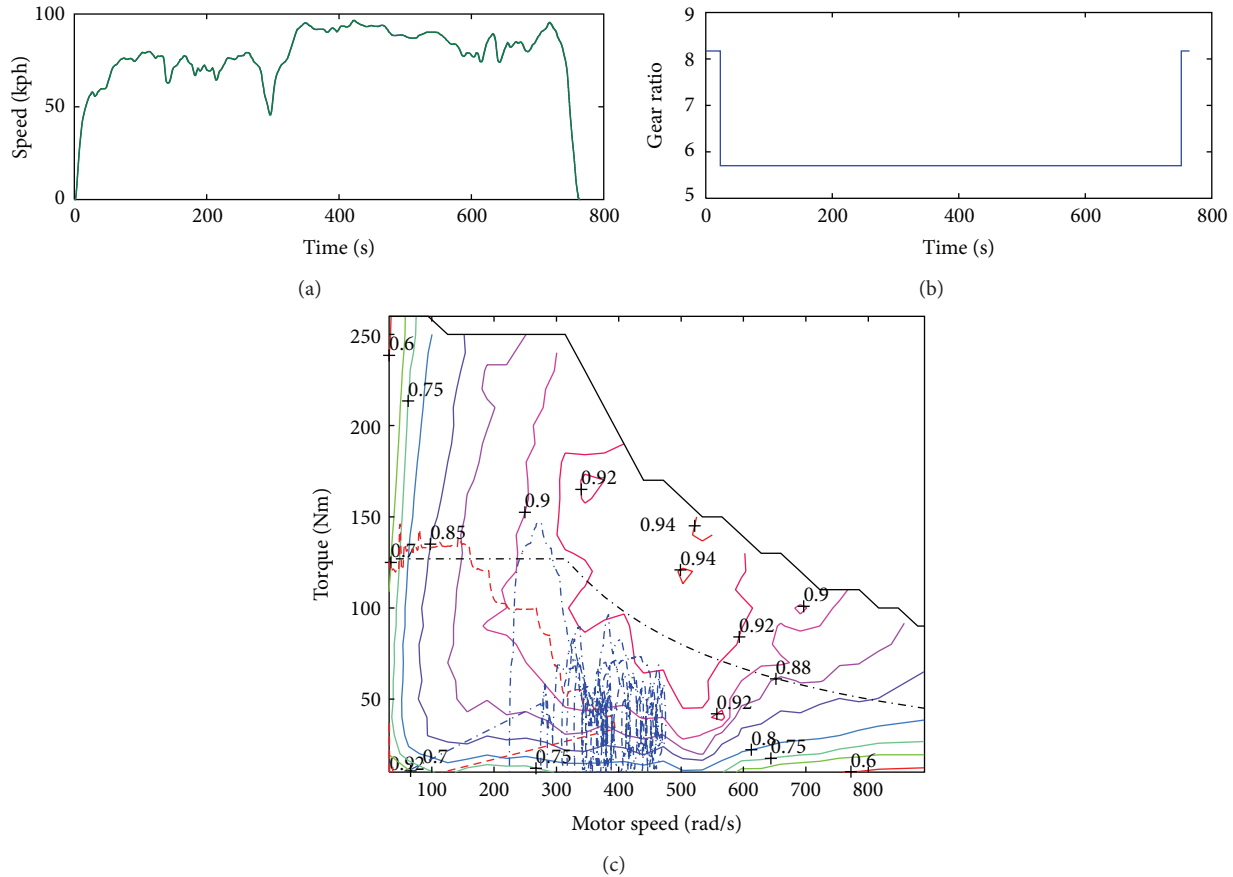 100
50
0
Speed (kph)
0 200 400 600 800
Time (s)
(a)
9
8
7
6
5
Gear ratio
0 200 400 600 800
Time (s)
(b)
250
200
150
100
50
Torque (Nm)
0.6
0.75
0.92
0.9
0.94
0.85
0.7
0.94
0.9
0.92
0.88
0.92
0.8
0.75
0.92
0.7
0.75
0.6
100 200 300 400 500 600 700 800
Motor speed (rad/s)
(c)